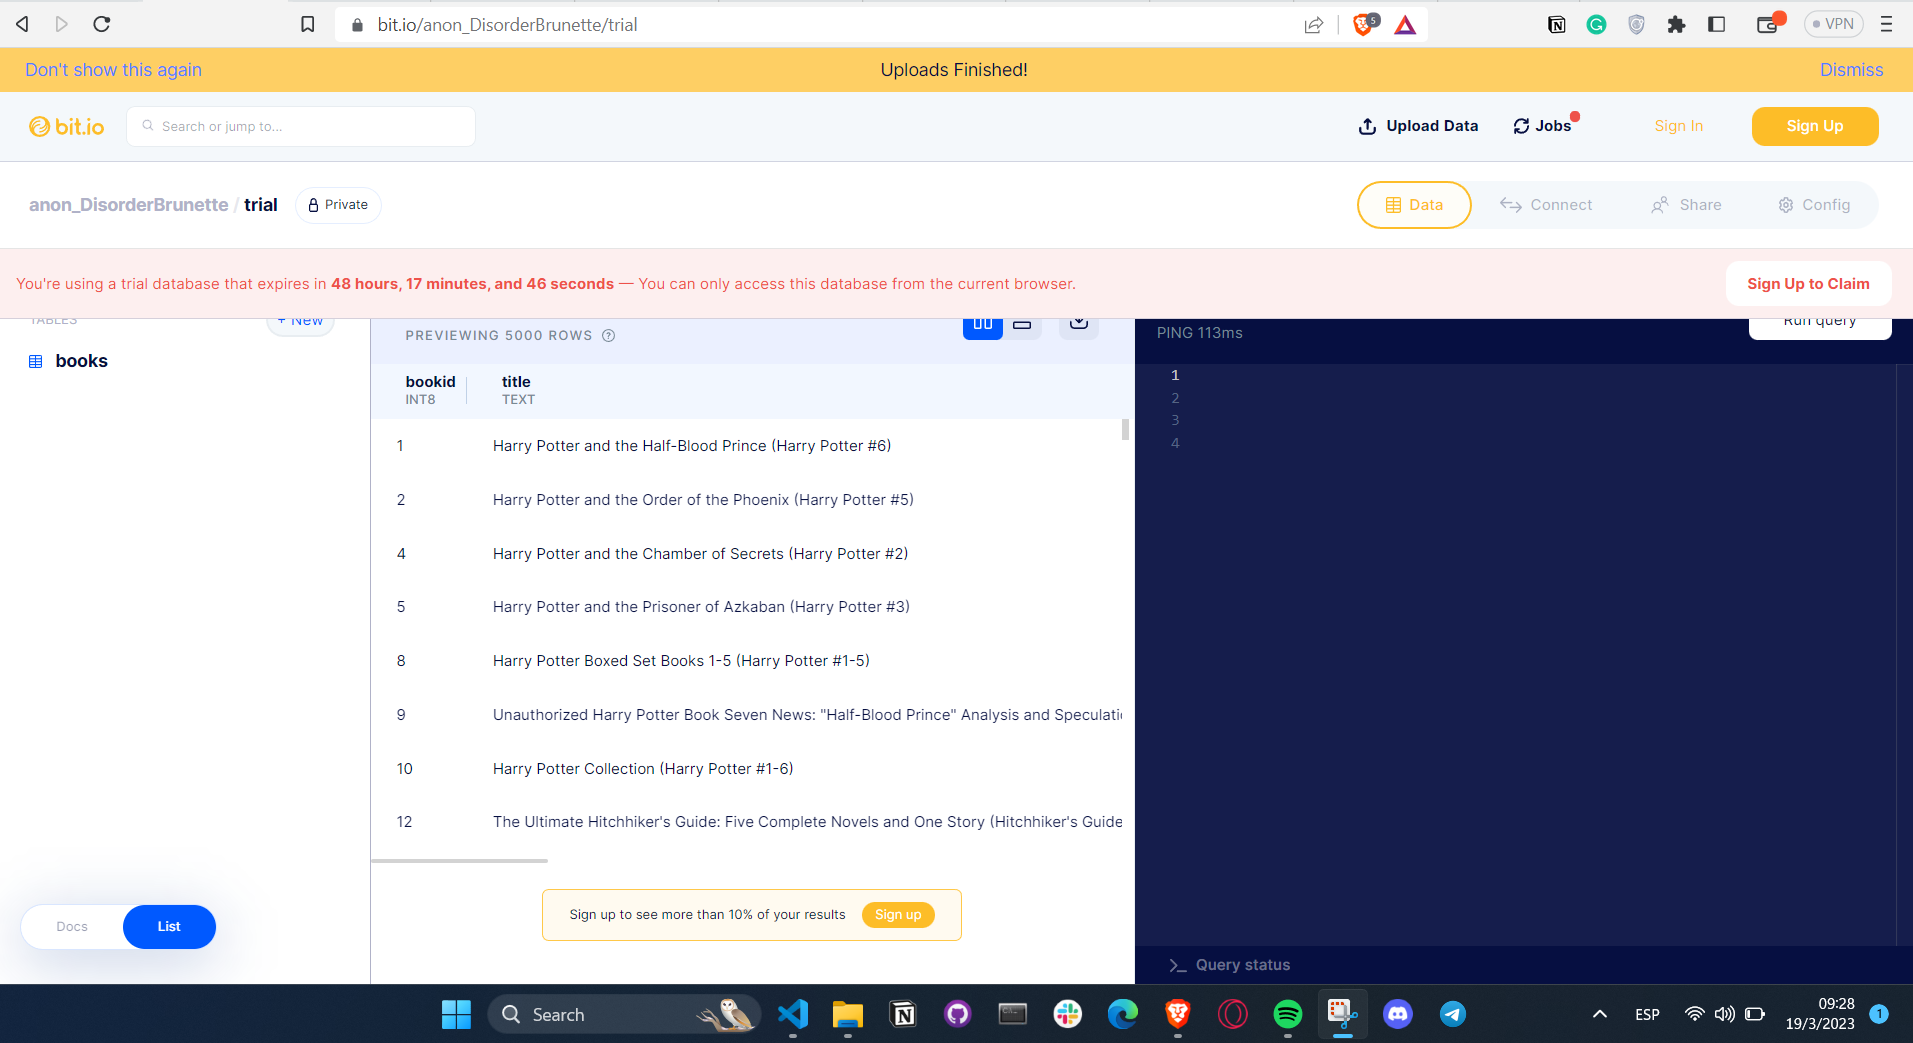 bit.io/anon_DisorderBrunette/trial
5
VPN
Don't show this again
Uploads Finished!
Dismiss
bit.io
Search or jump to...
Upload Data
Jobs
Sign In
Sign Up
anon_DisorderBrunette / trial
Private
Data
Connect
Share
Config
You're using a trial database that expires in 48 hours, 17 minutes, and 46 seconds — You can only access this database from the current browser.
Sign Up to Claim
TABLES
+ New
books
PREVIEWING 5000 ROWS ?
PING 113ms
Run query
bookid
INT8
title
TEXT
1 Harry Potter and the Half-Blood Prince (Harry Potter #6)
2 Harry Potter and the Order of the Phoenix (Harry Potter #5)
4 Harry Potter and the Chamber of Secrets (Harry Potter #2)
5 Harry Potter and the Prisoner of Azkaban (Harry Potter #3)
8 Harry Potter Boxed Set Books 1-5 (Harry Potter #1-5)
9 Unauthorized Harry Potter Book Seven News: "Half-Blood Prince" Analysis and Speculati
10 Harry Potter Collection (Harry Potter #1-6)
12 The Ultimate Hitchhiker's Guide: Five Complete Novels and One Story (Hitchhiker's Guide
1
2
3
4
Sign up to see more than 10% of your results
Sign up
Docs
List
Query status
Search
ESP
09:28
19/3/2023
1